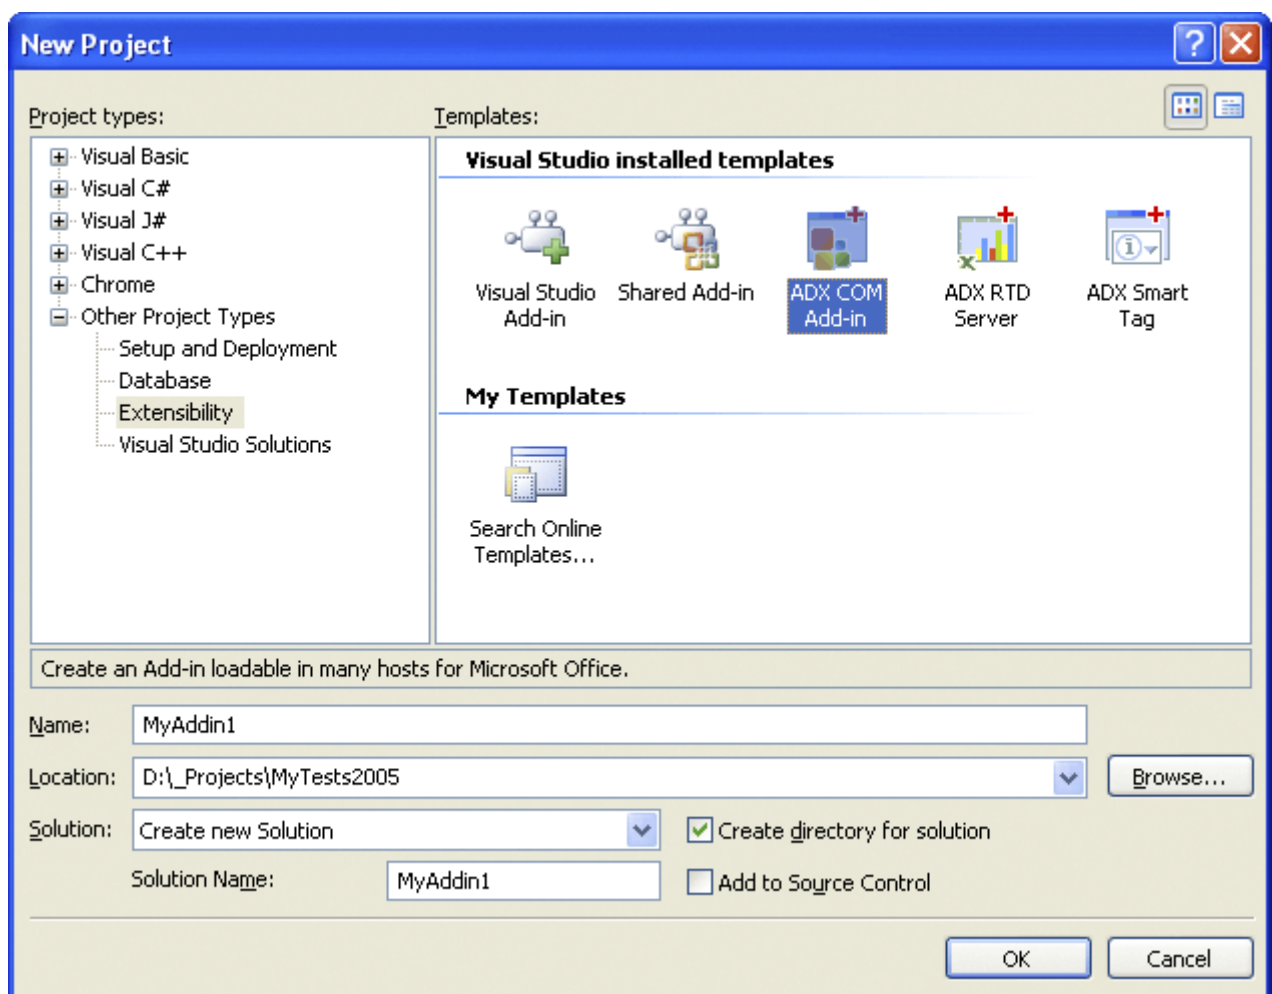 New Project
Project types:
Templates:
Visual Basic
Visual C#
Visual J#
Visual C++
Chrome
Other Project Types
Setup and Deployment
Database
Extensibility
Visual Studio Solutions
Visual Studio installed templates
Visual Studio
Add-in
Shared Add-in
ADX COM
Add-in
ADX RTD
Server
ADX Smart
Tag
My Templates
Search Online
Templates...
Create an Add-in loadable in many hosts for Microsoft Office.
Name:
MyAddin1
Location:
D:\_Projects\MyTests2005
Browse...
Solution:
Create new Solution
Create directory for solution
Solution Name:
MyAddin1
Add to Source Control
OK
Cancel